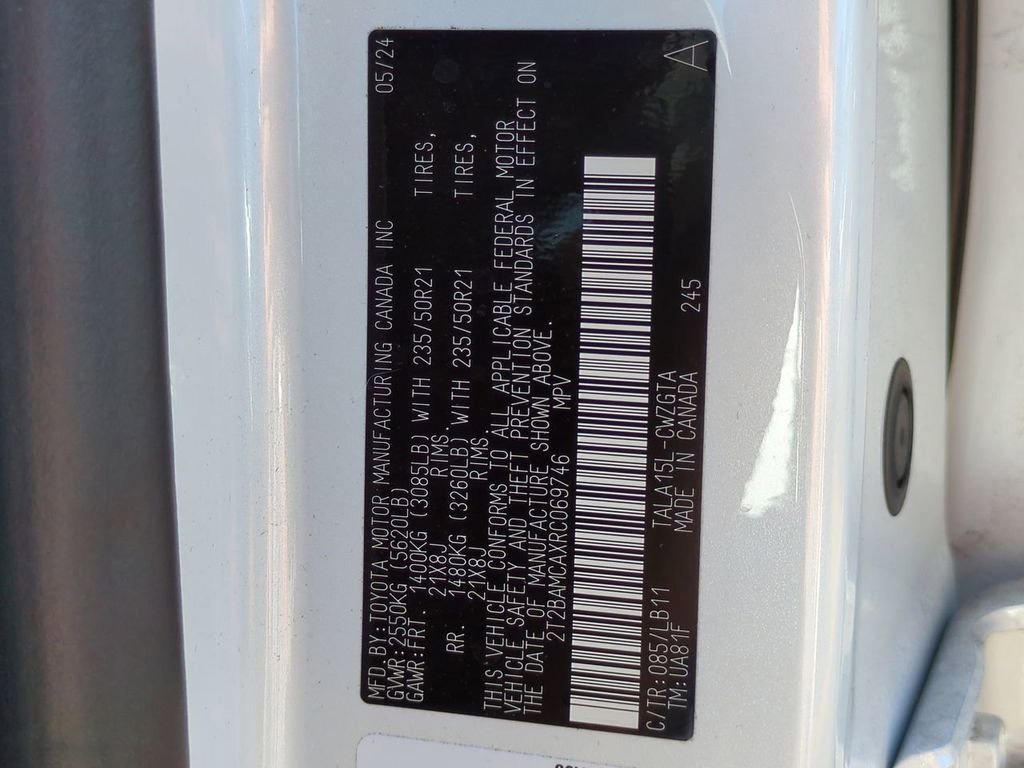 MFD.BY:TOYOTA MOTOR MANUFACTURING CANADA INC 05/24
GVWR:2550KG (5620LB)
GAWR:FRT. 1400KG (3085LB) WITH 235/50R21 TIRES,
21X8J RIMS.
RR. 1480KG (3260LB) WITH 235/50R21 TIRES,
21X8J RIMS.
THIS VEHICLE CONFORMS TO ALL APPLICABLE FEDERAL MOTOR
VEHICLE SAFETY AND THEFT PREVENTION STANDARDS IN EFFECT ON
THE DATE OF MANUFACTURE SHOWN ABOVE.
2T2BAMCAXRC069746 MPV
C/TR:085/LB11 TALA15L-CWZGTA 245
TM:0A81F MADE IN CANADA A